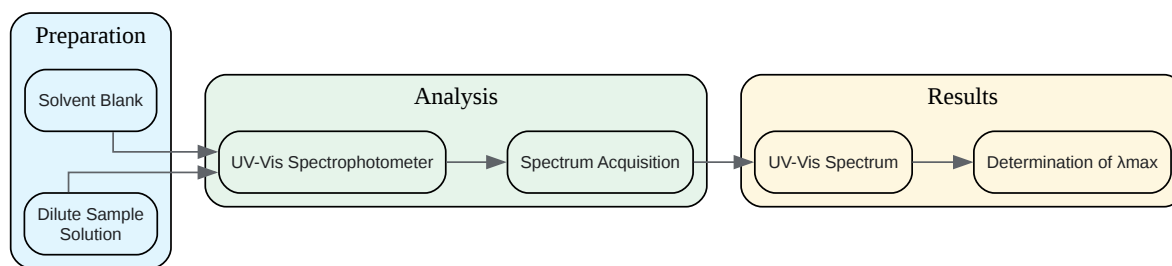 Preparation
Solvent Blank
Dilute Sample
Solution
Analysis
UV-Vis Spectrophotometer
Spectrum Acquisition
Results
UV-Vis Spectrum
Determination of λmax